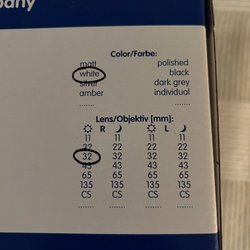 pany
Color/Farbe:
matt polished
white black
silver dark grey
amber individual
........ ........
Lens/Objektiv [mm]:
R L
11 11 11 11
22 22 22 22
32 32 32 32
43 43 43 43
65 65 65 65
135 135 135 135
CS CS CS CS
........ ........ ........ ........